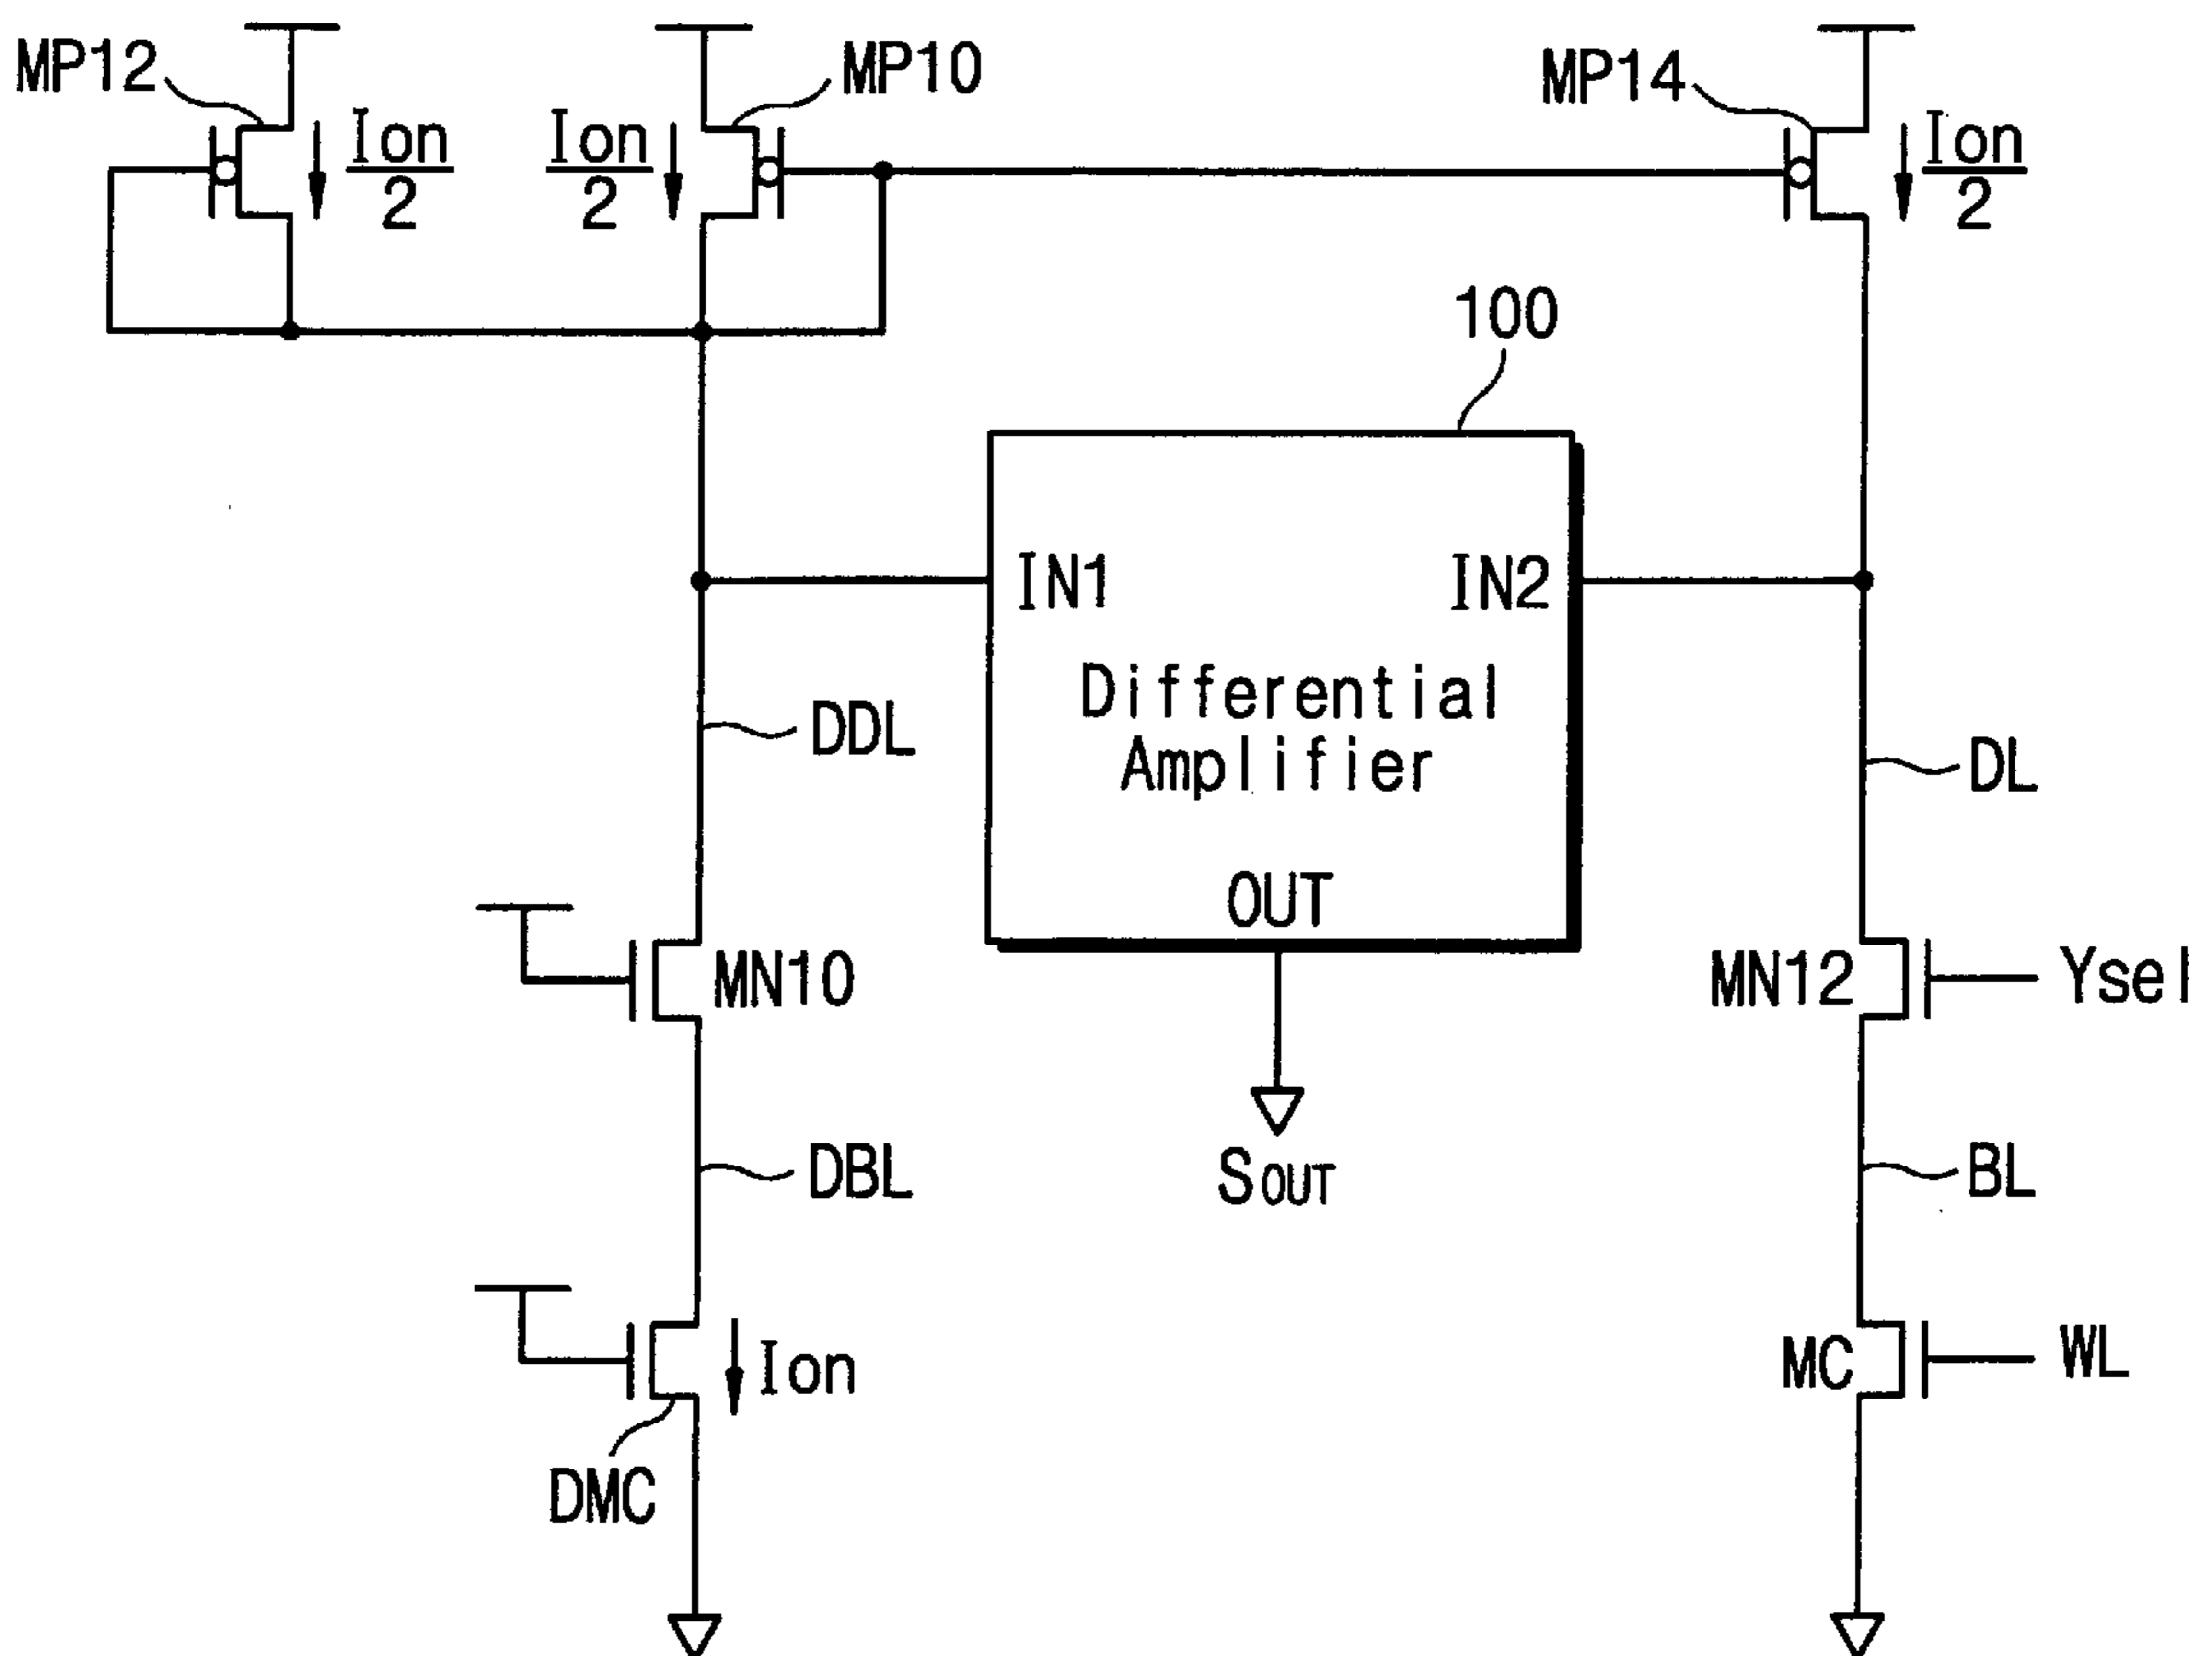 MP12
Ion
2
Ion
2
MP10
MP14
Ion
2
100
IN1
IN2
Differential
Amplifier
OUT
DDL
DL
MN10
MN12
Ysel
DBL
SOUT
BL
Ion
MC
WL
DMC